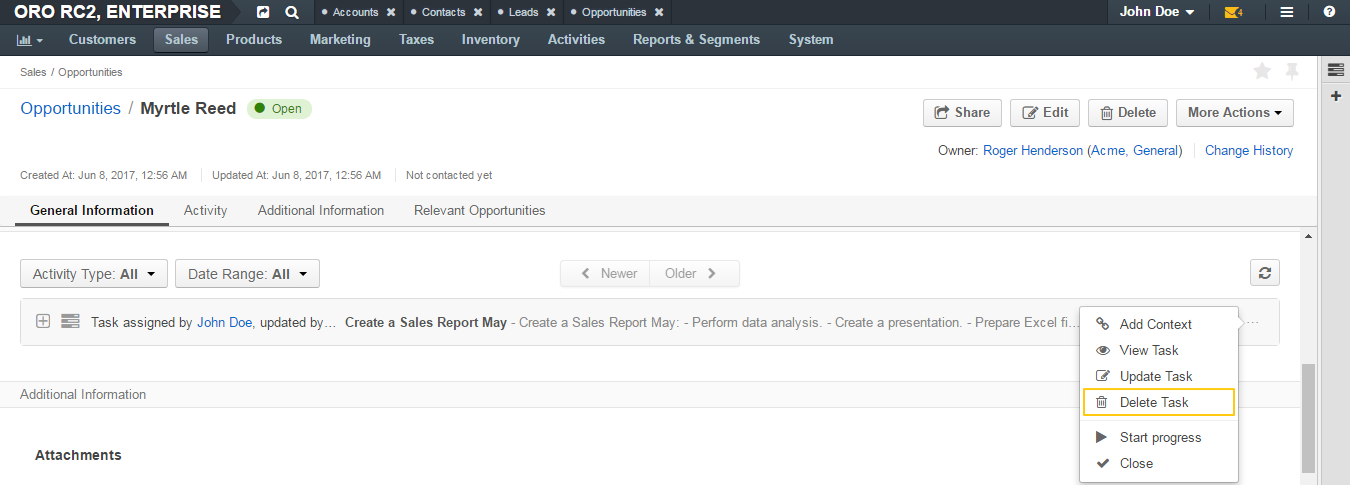 ORO RC2, ENTERPRISE • Accounts ✖ • Contacts ✖ • Leads ✖ • Opportunities ✖ John Doe 4
Customers Sales Products Marketing Taxes Inventory Activities Reports & Segments System
Sales / Opportunities
Opportunities / Myrtle Reed Open
Share Edit Delete More Actions
Owner: Roger Henderson (Acme, General) Change History
Created At: Jun 8, 2017, 12:56 AM Updated At: Jun 8, 2017, 12:56 AM Not contacted yet
General Information Activity Additional Information Relevant Opportunities
Activity Type: All Date Range: All Newer Older
Task assigned by John Doe, updated by... Create a Sales Report May - Create a Sales Report May: - Perform data analysis. - Create a presentation. - Prepare Excel fi... ...
Add Context
View Task
Update Task
Delete Task
Start progress
Close
Additional Information
Attachments